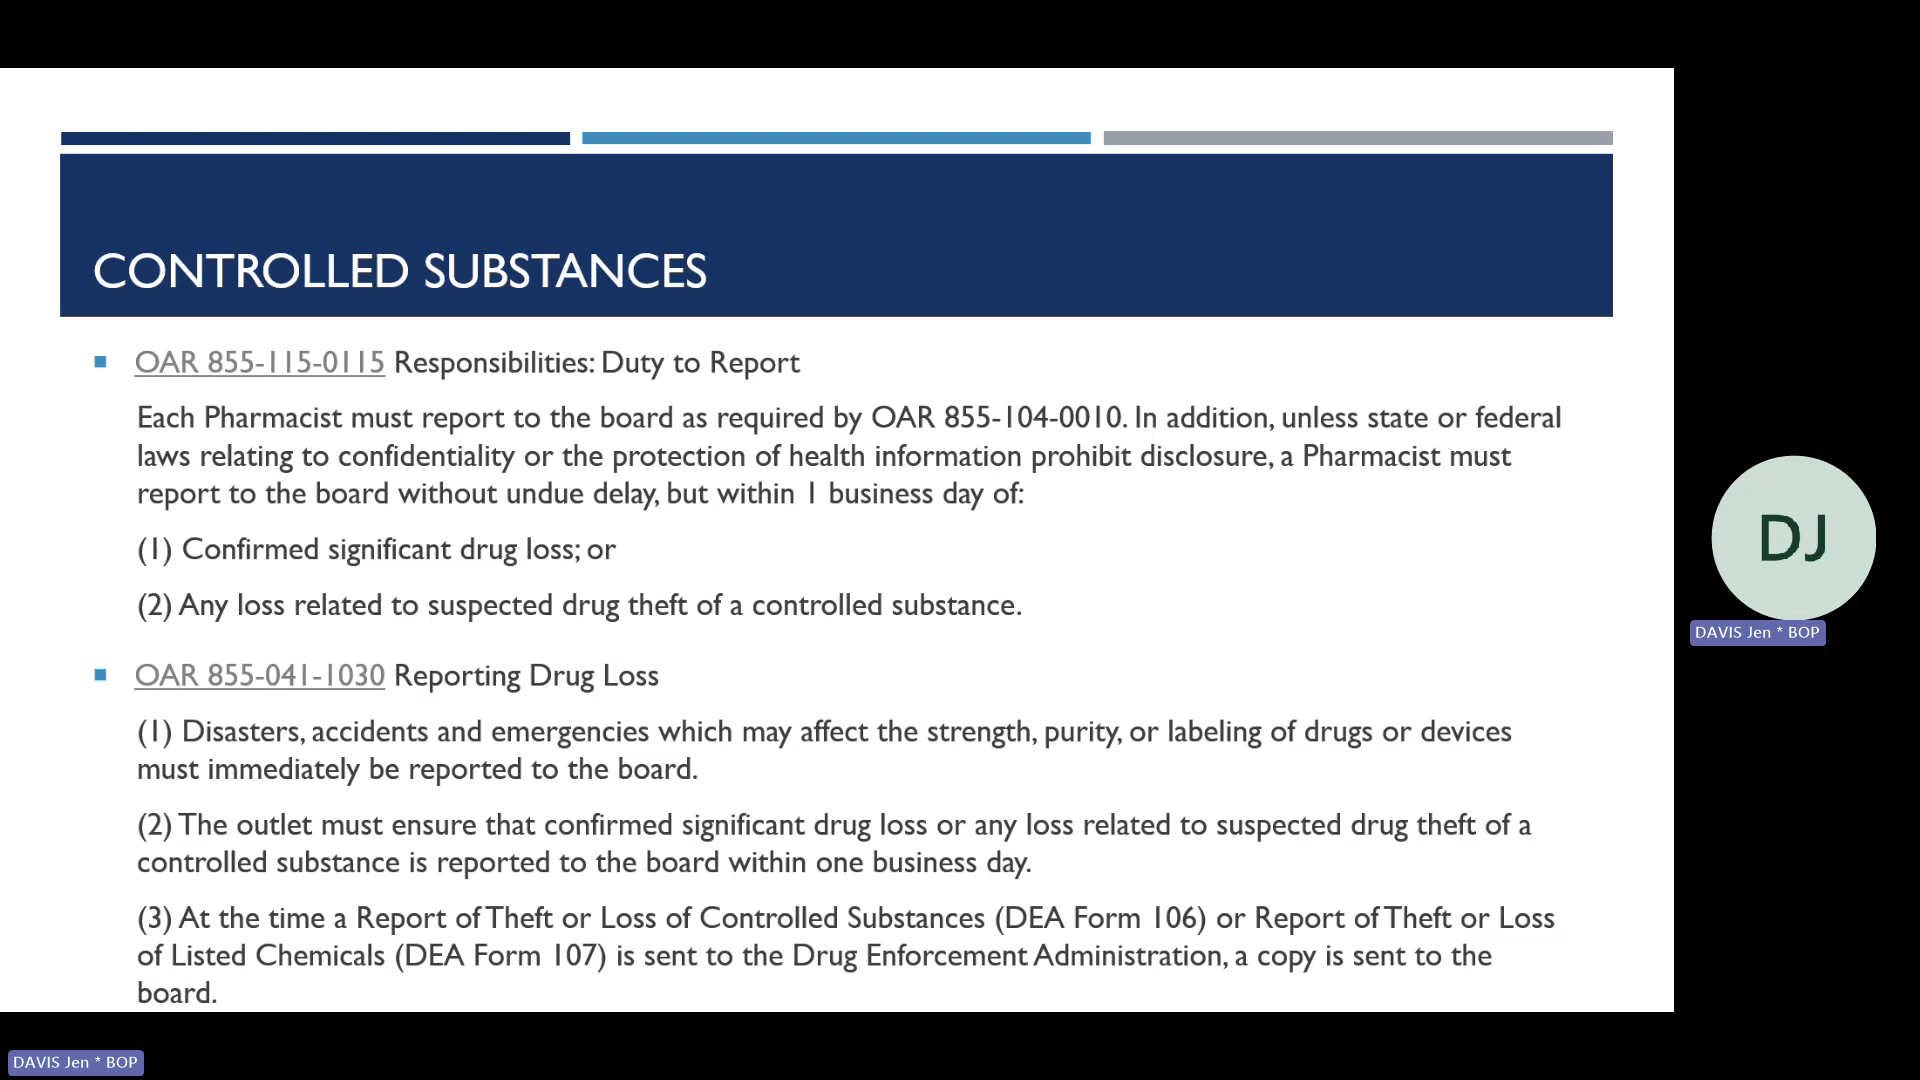 CONTROLLED SUBSTANCES
OAR 855-115-0115 Responsibilities: Duty to Report
Each Pharmacist must report to the board as required by OAR 855-104-0010. In addition, unless state or federal
laws relating to confidentiality or the protection of health information prohibit disclosure, a Pharmacist must
report to the board without undue delay, but within 1 business day of:
(1) Confirmed significant drug loss; or
(2) Any loss related to suspected drug theft of a controlled substance.
OAR 855-041-1030 Reporting Drug Loss
(1) Disasters, accidents and emergencies which may affect the strength, purity, or labeling of drugs or devices
must immediately be reported to the board.
(2) The outlet must ensure that confirmed significant drug loss or any loss related to suspected drug theft of a
controlled substance is reported to the board within one business day.
(3) At the time a Report of Theft or Loss of Controlled Substances (DEA Form 106) or Report of Theft or Loss
of Listed Chemicals (DEA Form 107) is sent to the Drug Enforcement Administration, a copy is sent to the
board.
DJ
DAVIS Jen * BOP
DAVIS Jen * BOP